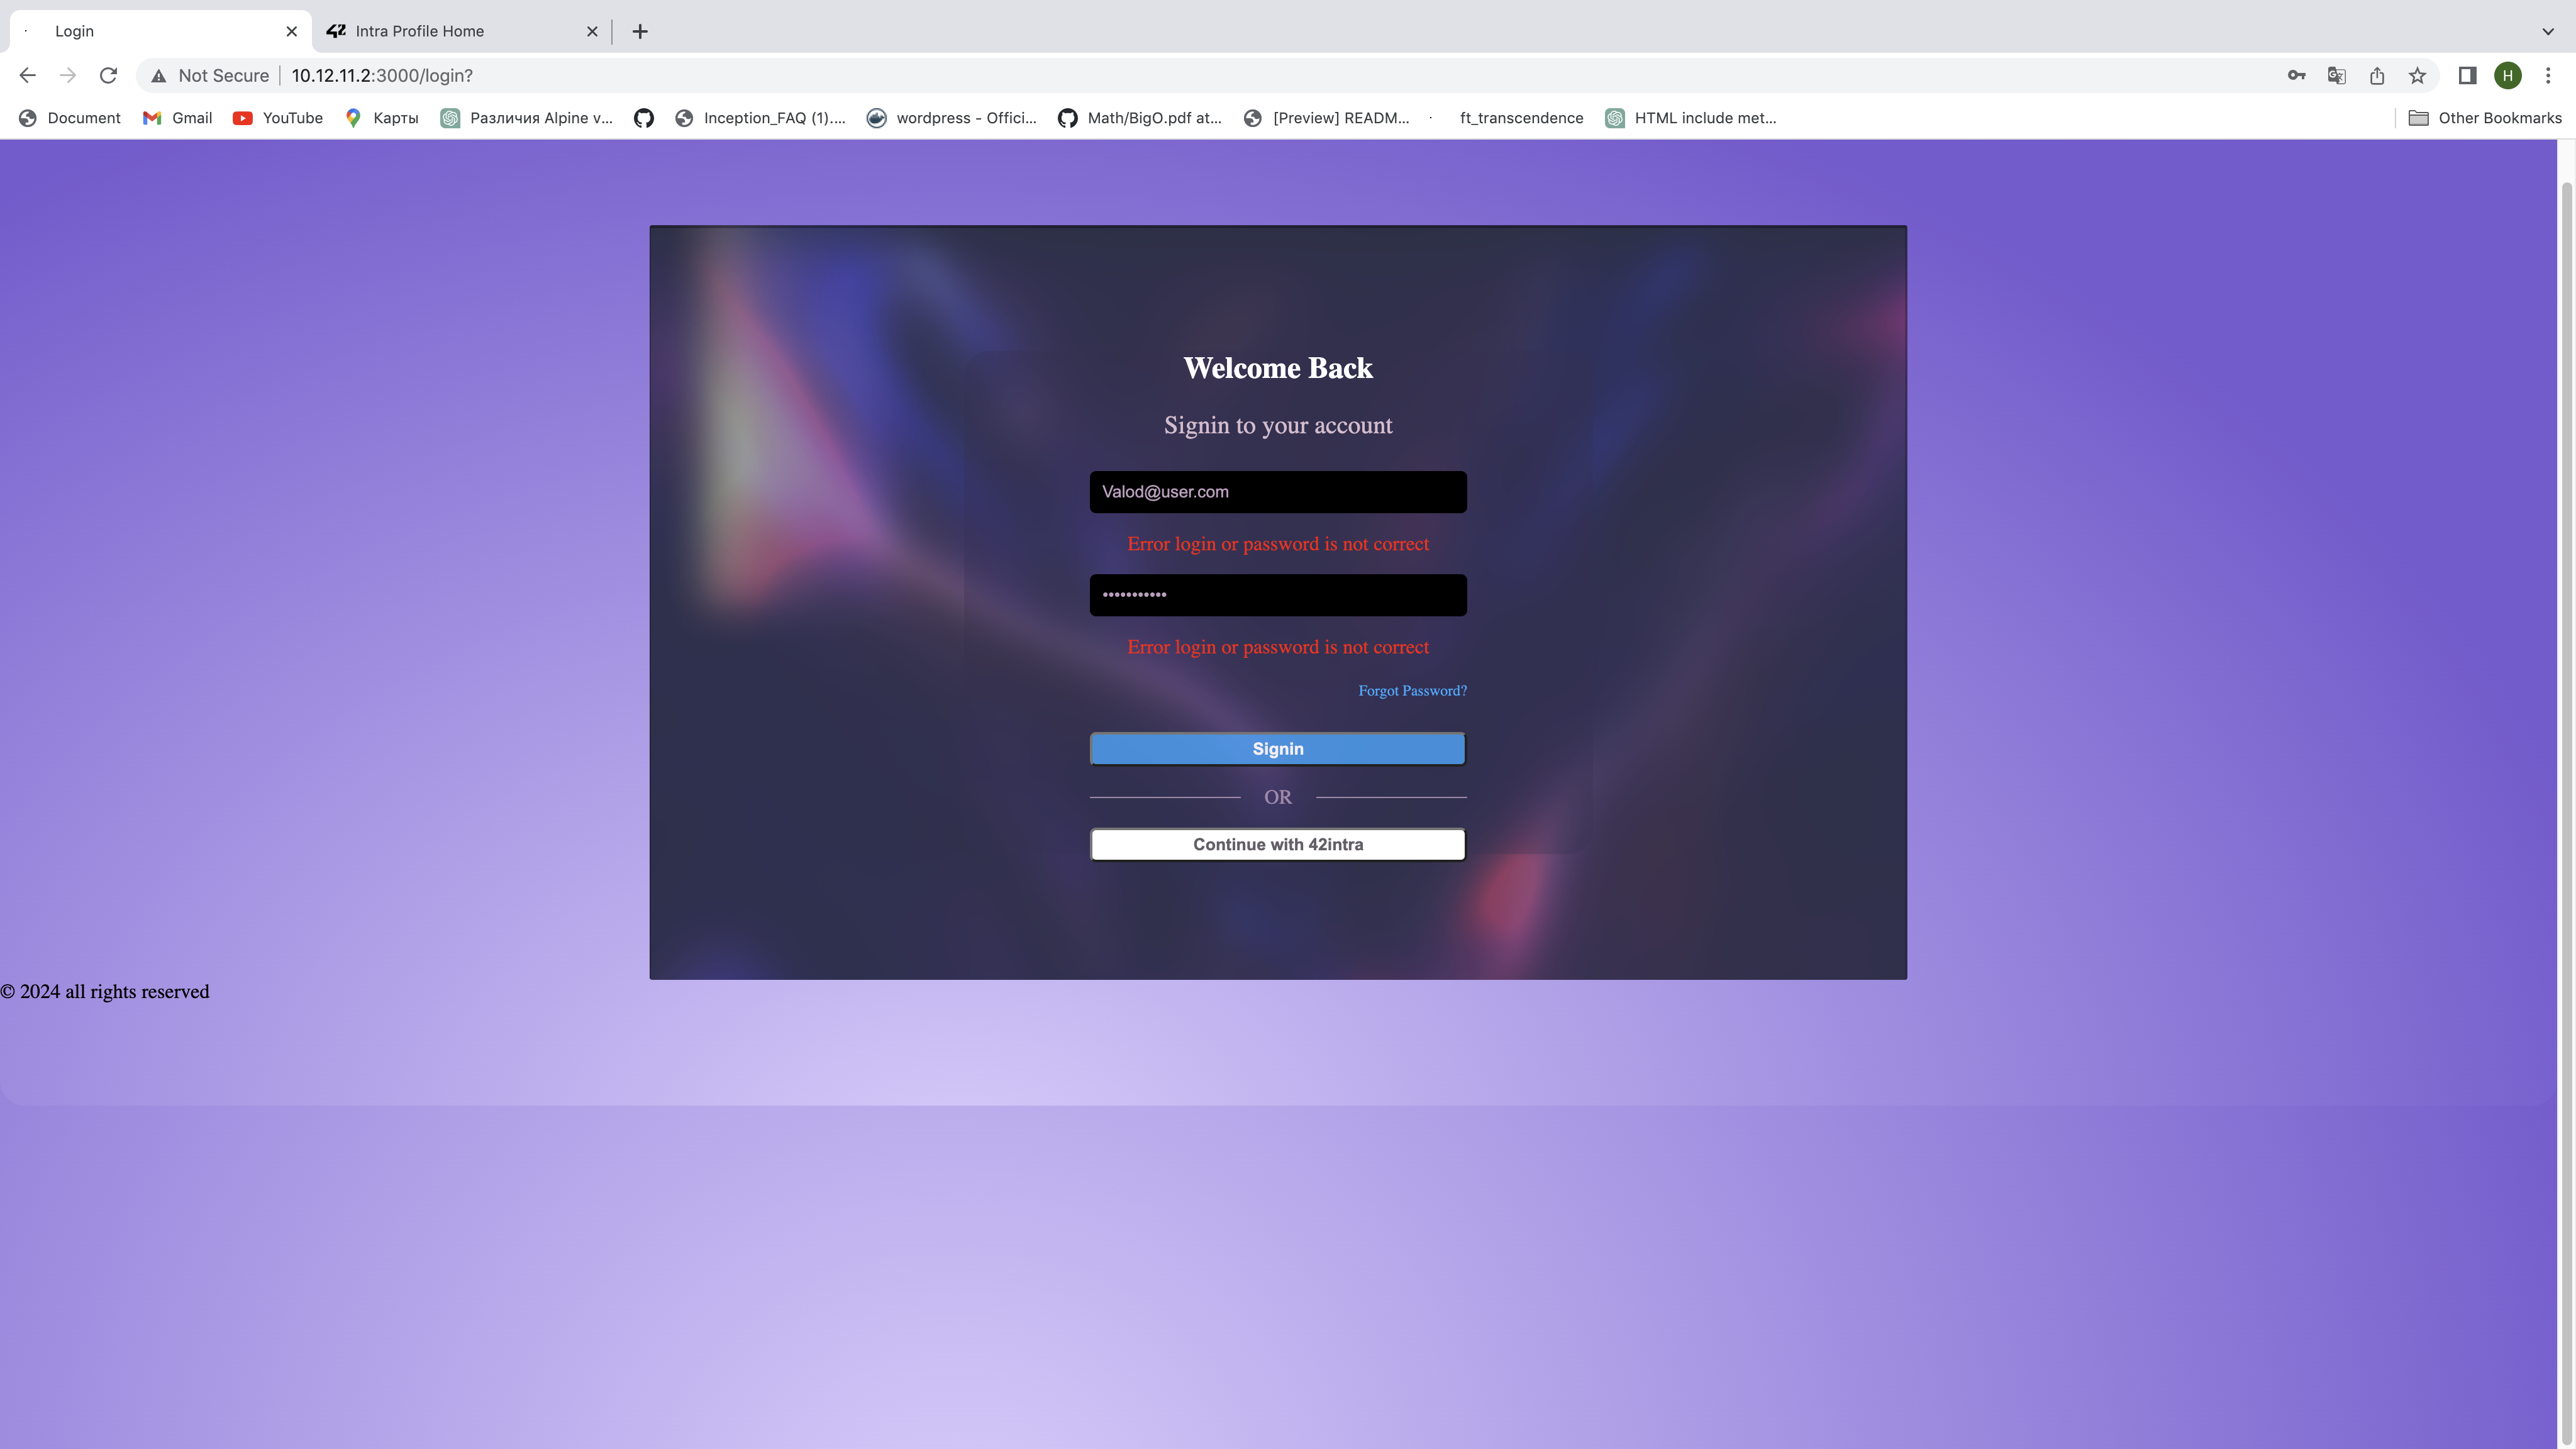 Login
42 Intra Profile Home
Not Secure 10.12.11.2:3000/login?
H
Document Gmail YouTube Карты Различия Alpine v... Inception_FAQ (1).... wordpress - Offici... Math/BigO.pdf at... [Preview] READM... ft_transcendence HTML include met... Other Bookmarks
Welcome Back
Signin to your account
Valod@user.com
Error login or password is not correct
•••••••••••
Error login or password is not correct
Forgot Password?
Signin
OR
Continue with 42intra
© 2024 all rights reserved